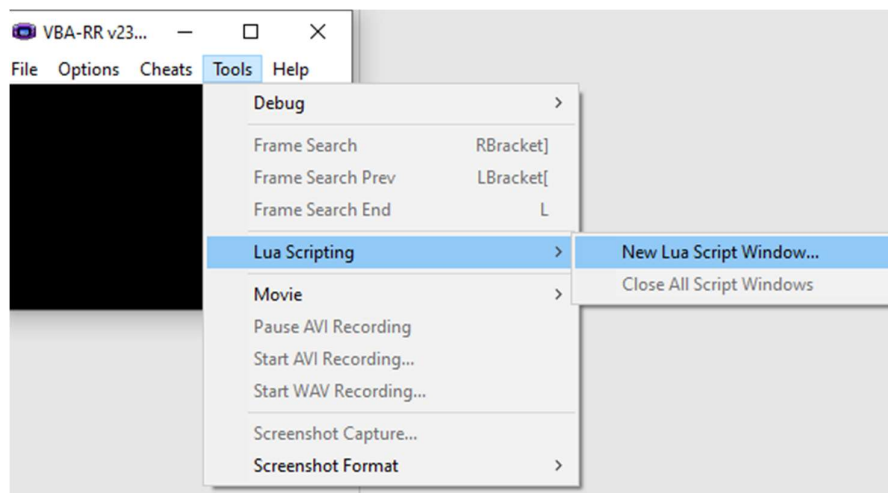 VBA-RR v23...
File Options Cheats Tools Help
Debug
Frame Search RBracket]
Frame Search Prev LBracket[
Frame Search End L
Lua Scripting
New Lua Script Window...
Close All Script Windows
Movie
Pause AVI Recording
Start AVI Recording...
Start WAV Recording...
Screenshot Capture...
Screenshot Format